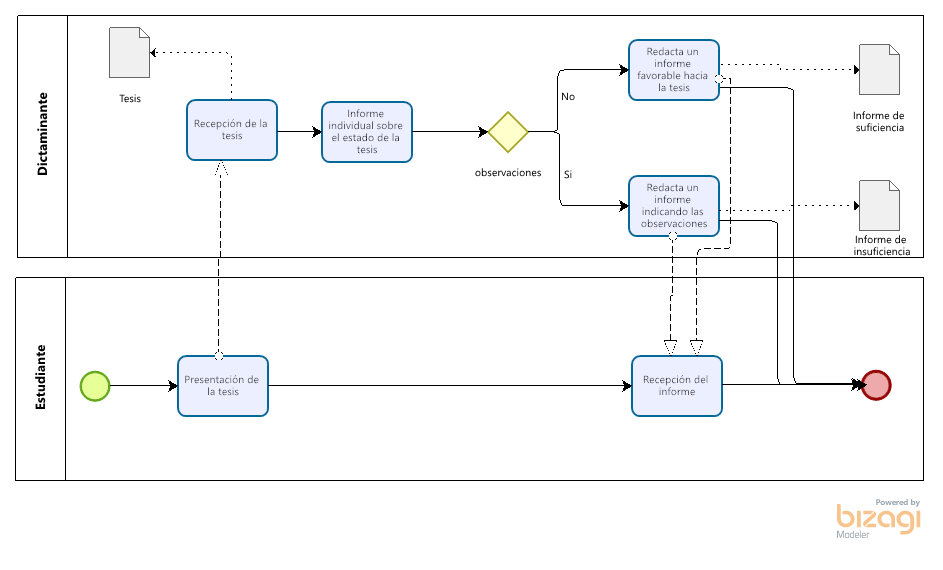 Dictaminante
Tesis
Recepción de la
tesis
Informe
individual sobre
el estado de la
tesis
observaciones
No
Si
Redacta un
informe
favorable hacia
la tesis
Redacta un
informe
indicando las
observaciones
Informe de
suficiencia
Informe de
insuficiencia
Estudiante
Presentación de
la tesis
Recepción del
informe
Powered by
bizagi
Modeler